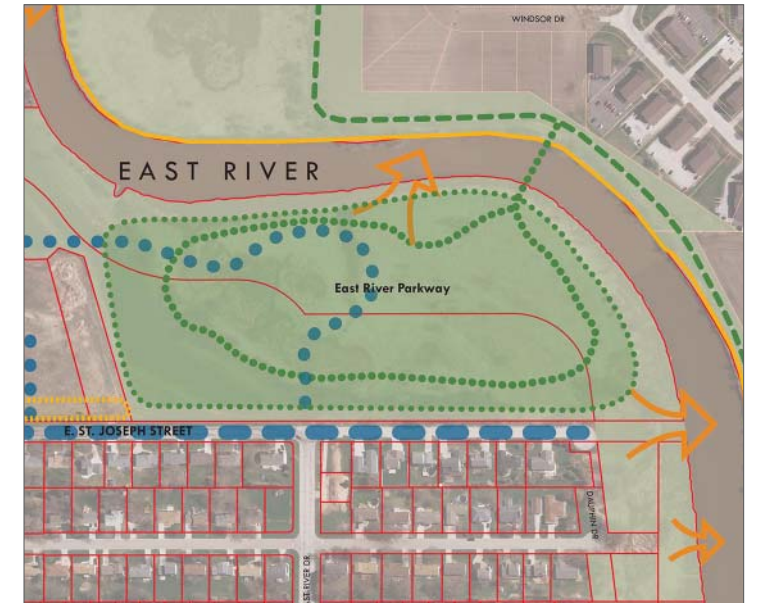 WINDSOR DR
EAST RIVER
East River Parkway
E. ST. JOSEPH STREET
DAUPHIN DR